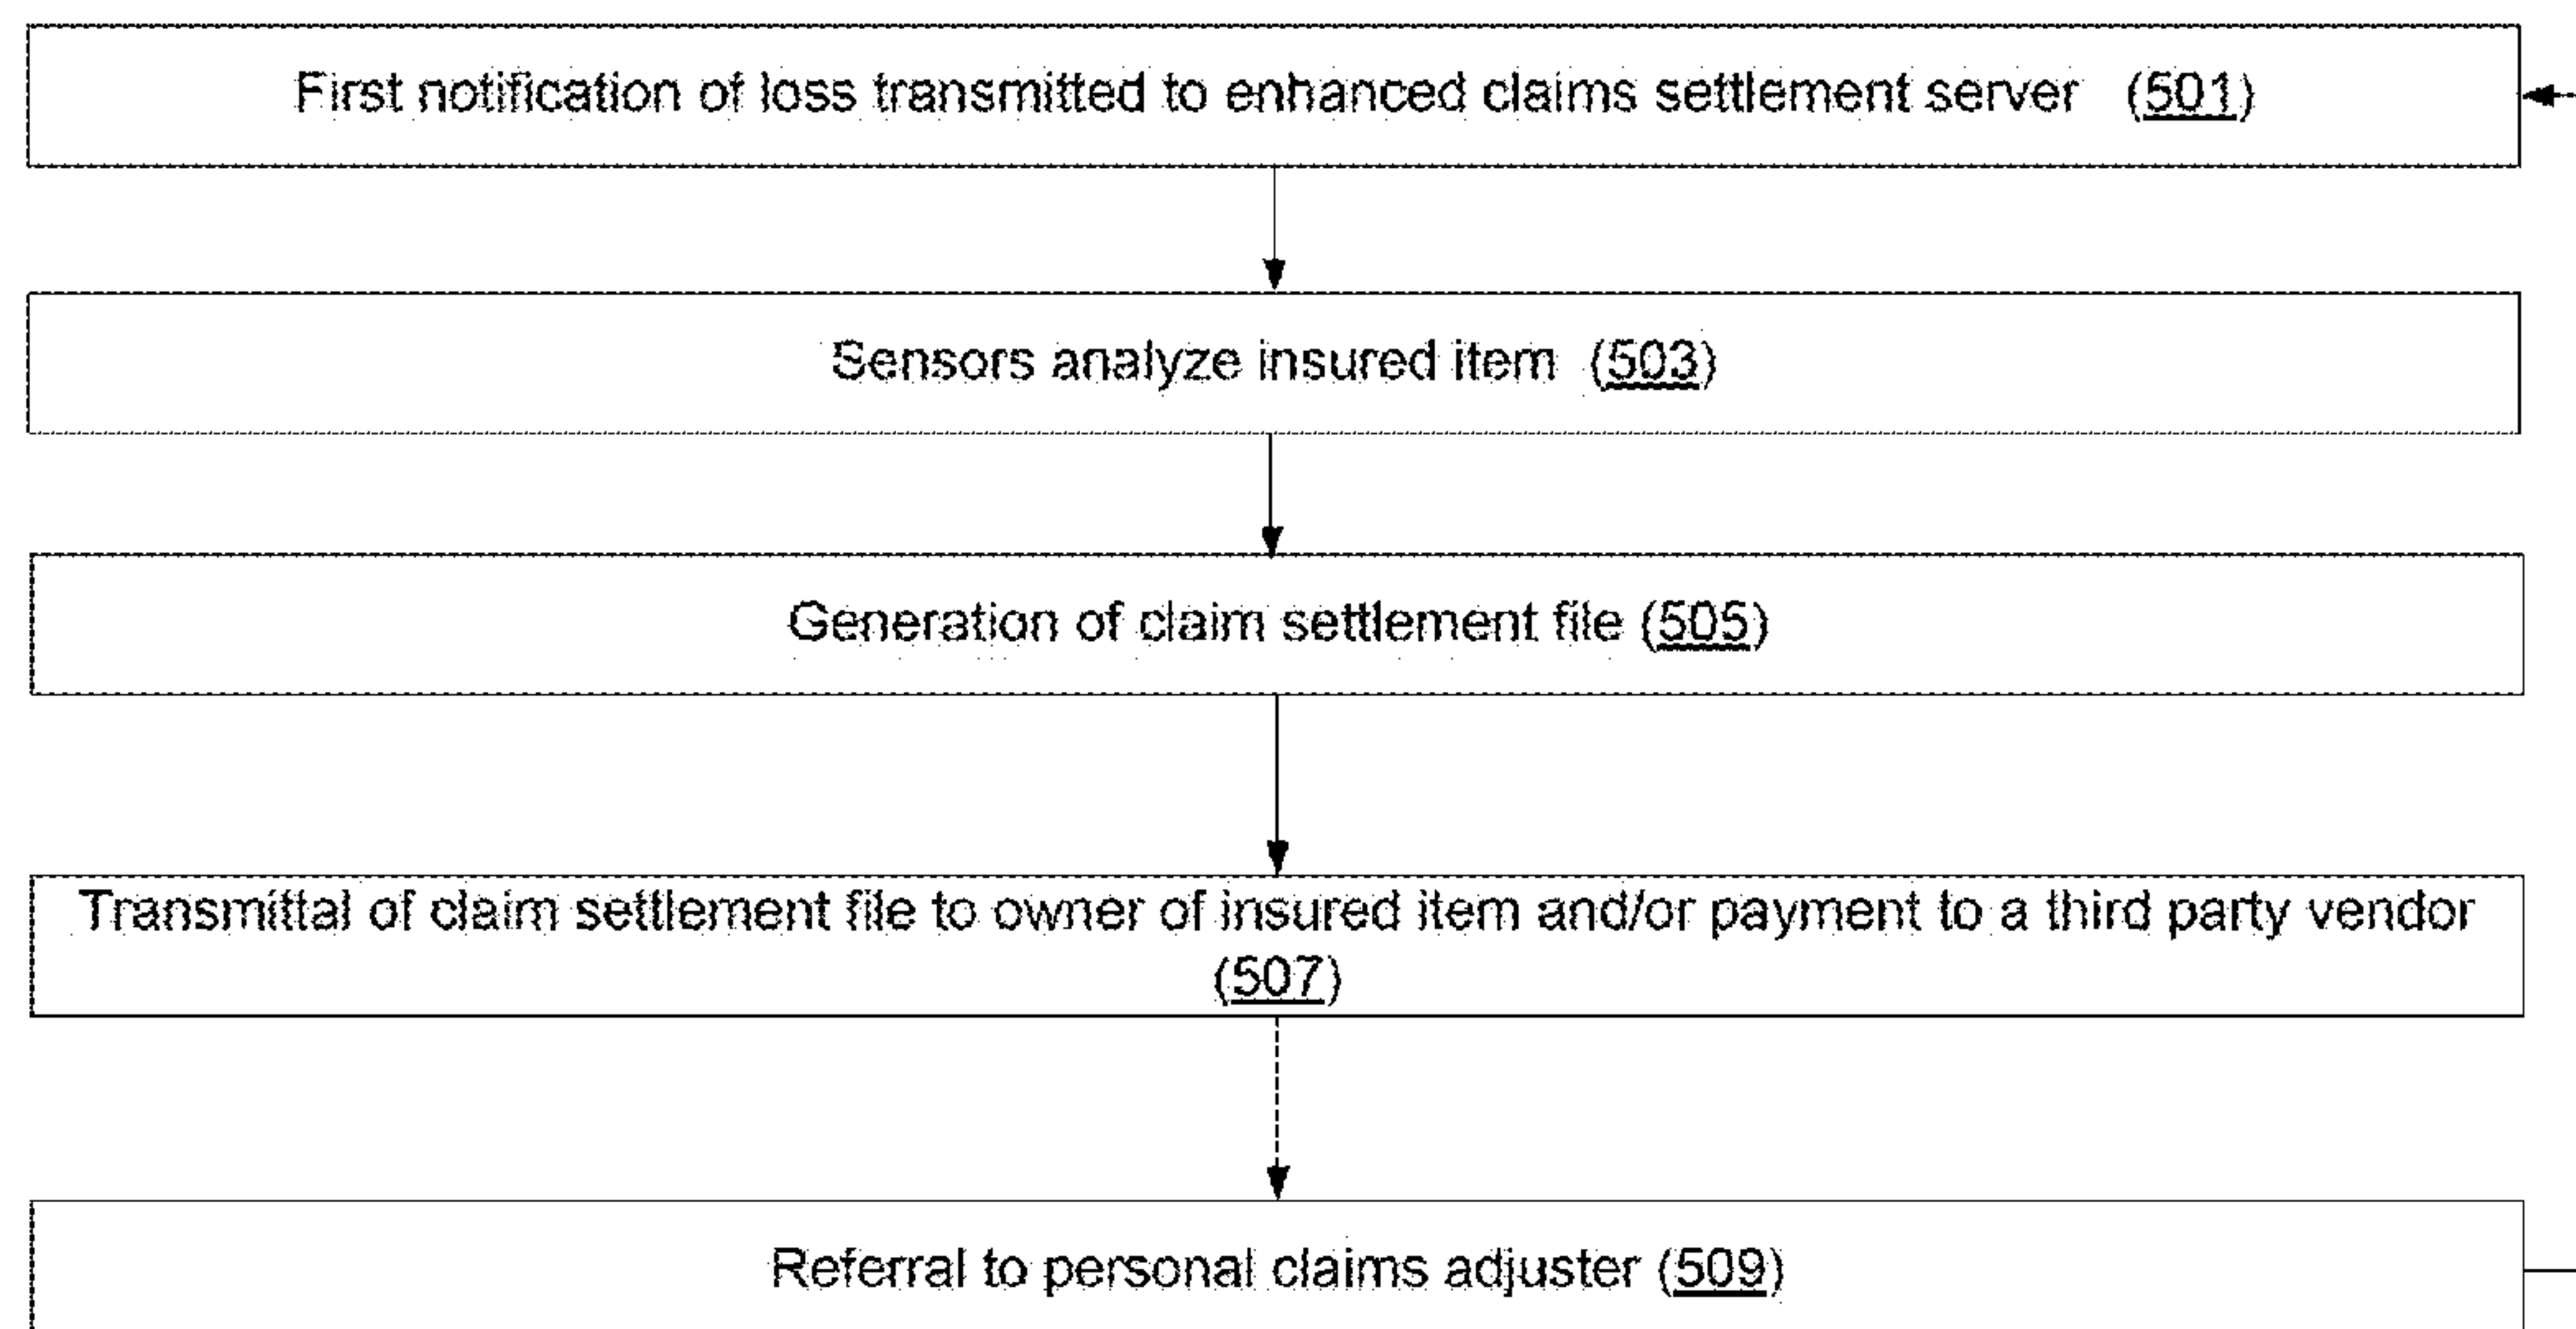 First notification of loss transmitted to enhanced claims settlement server (501)
Sensors analyze insured item (503)
Generation of claim settlement file (505)
Transmittal of claim settlement file to owner of insured item and/or payment to a third party vendor
(507)
Referral to personal claims adjuster (509)